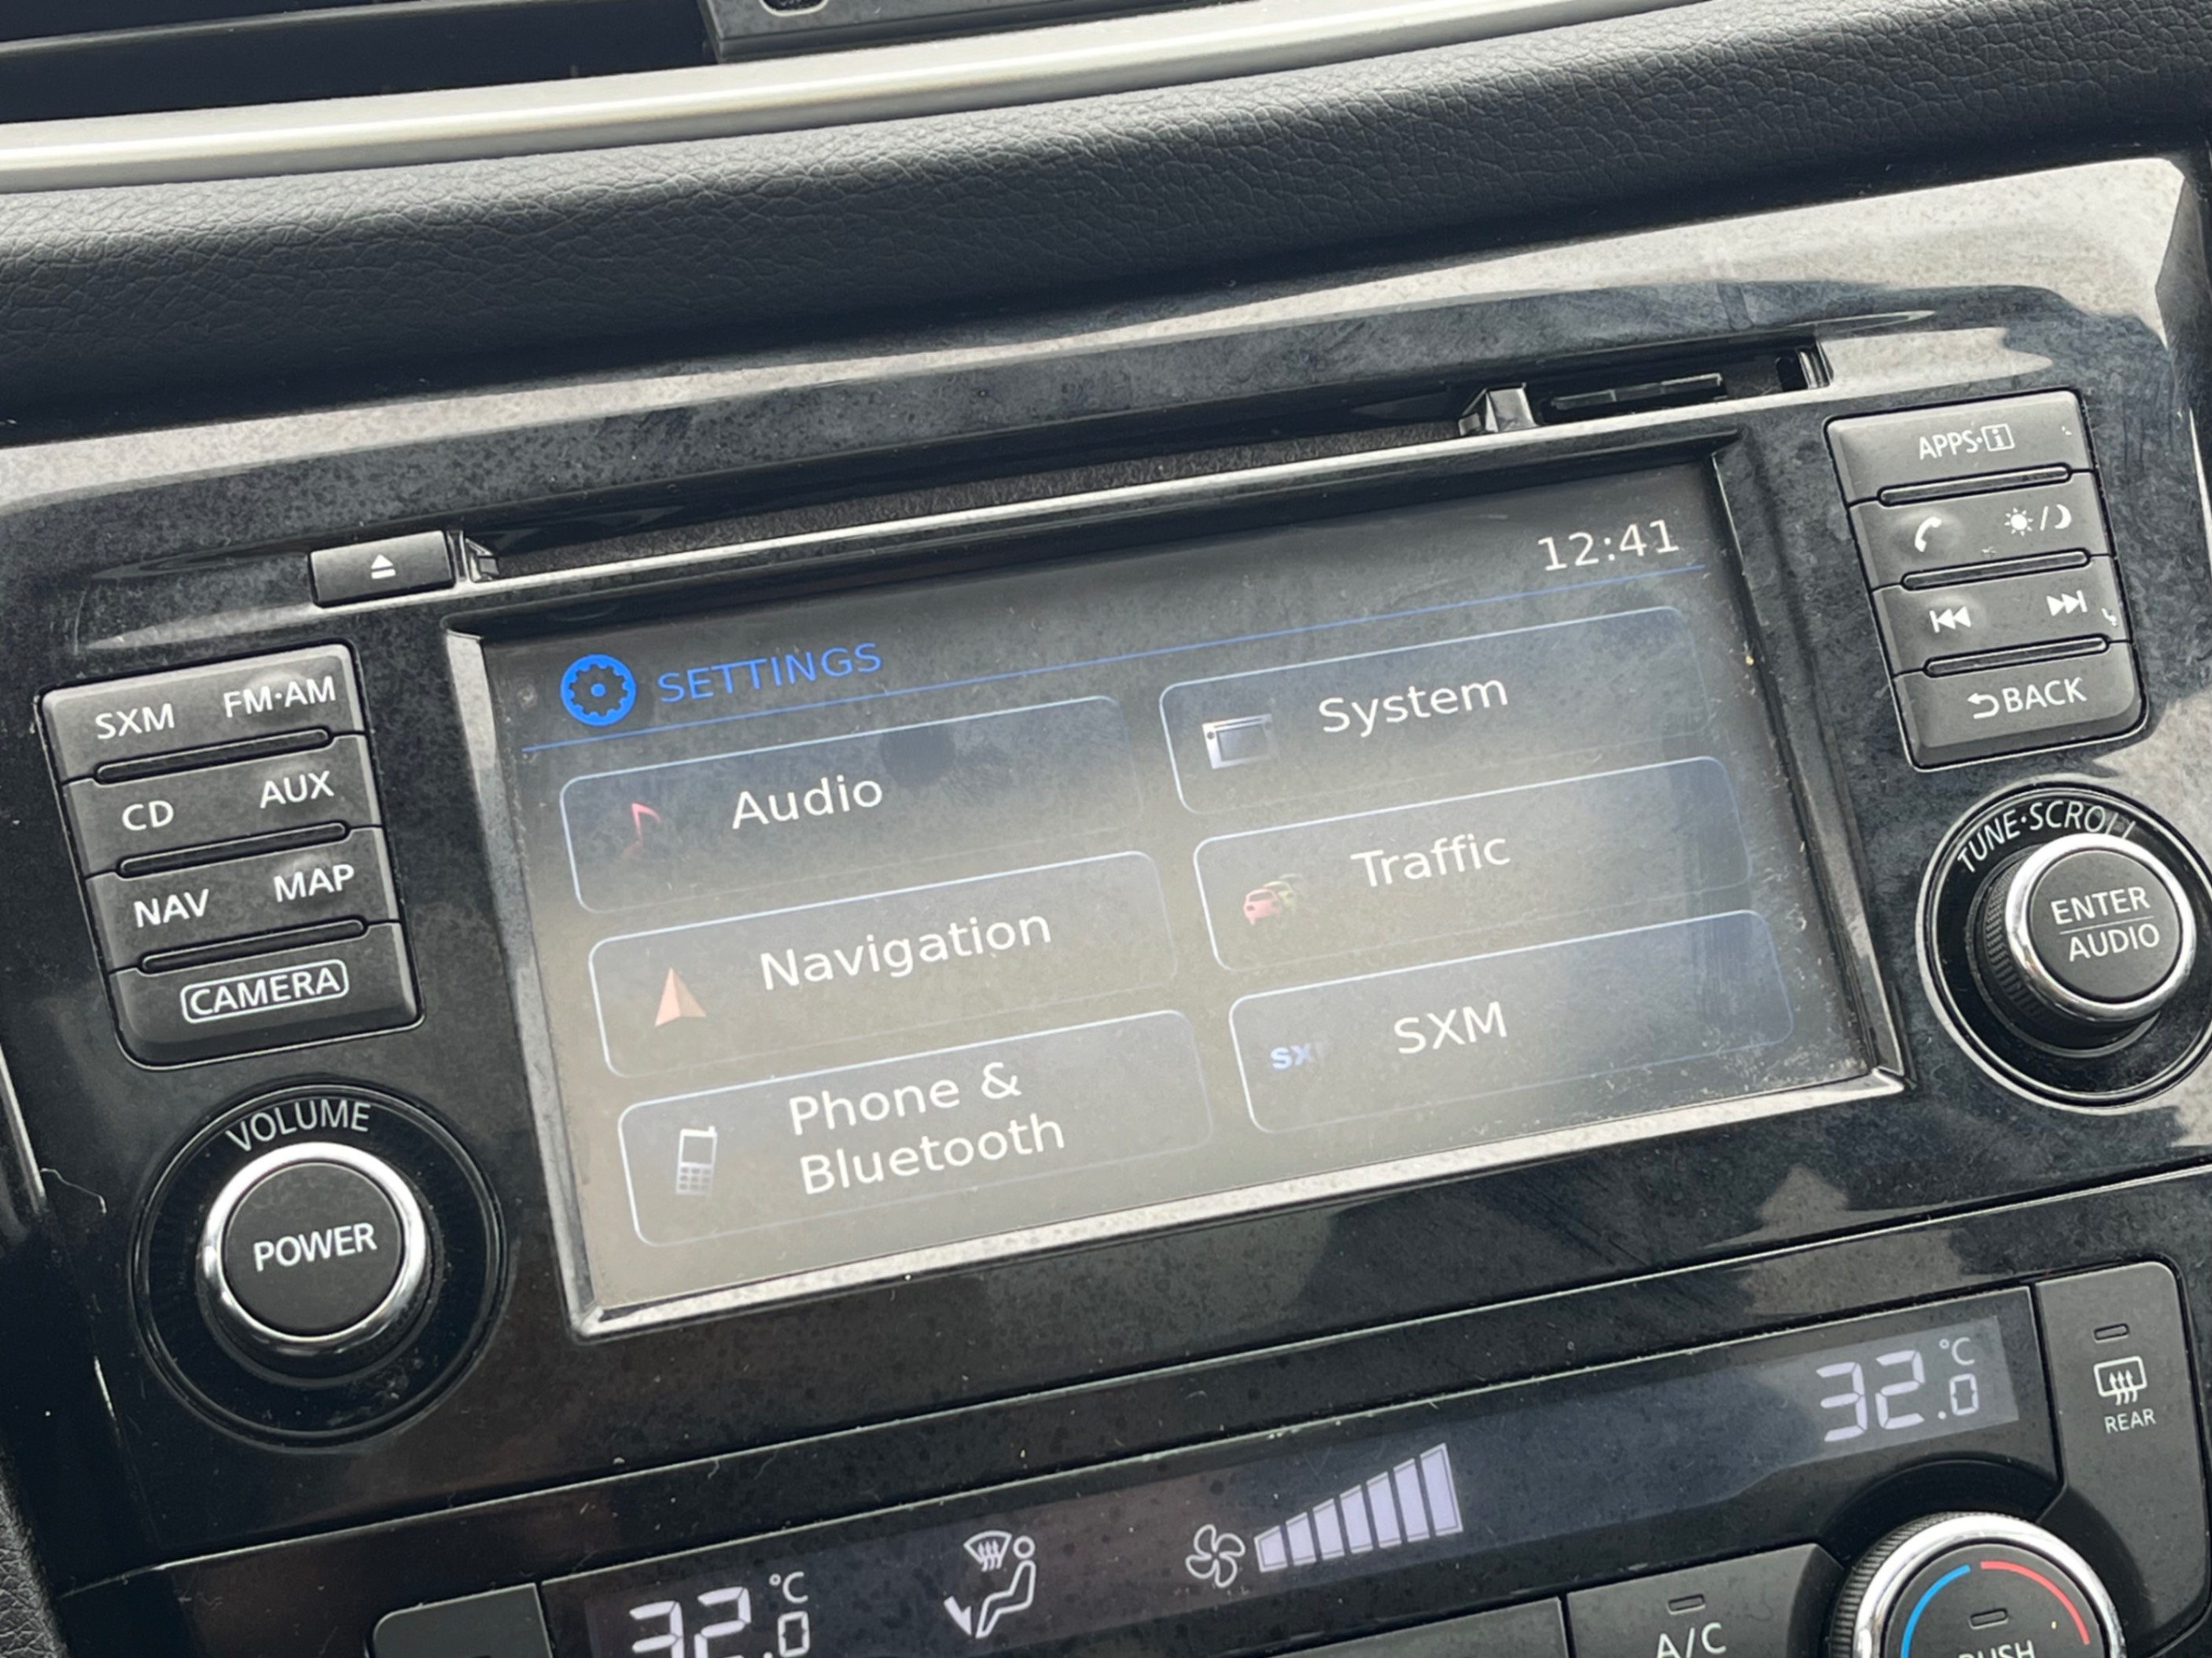 APPS·i
12:41
SETTINGS
SXM FM·AM
CD AUX
NAV MAP
CAMERA
VOLUME
POWER
Audio
System
Navigation
Traffic
Phone &
Bluetooth
SXM
BACK
TUNE·SCROLL
ENTER
AUDIO
32.0 °C
REAR
32.0 °C
A/C
PUSH